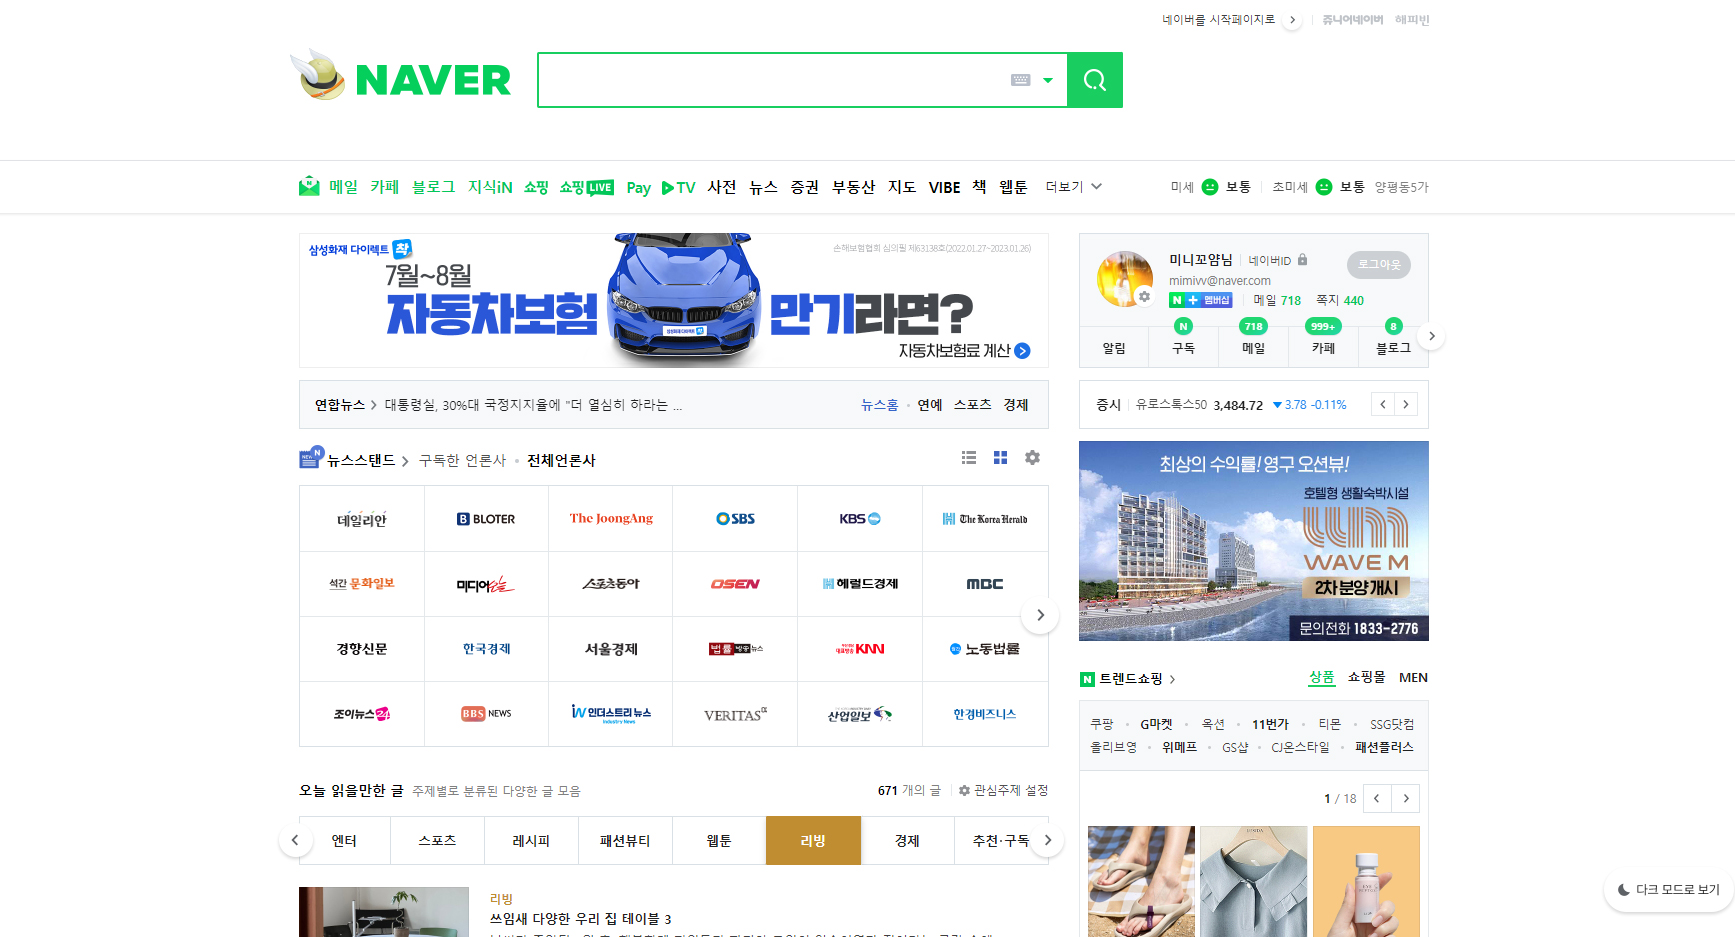 네이버를 시작페이지로 쥬니어네이버 해피빈
NAVER
메일 카페 블로그 지식iN 쇼핑 쇼핑LIVE Pay TV 사전 뉴스 증권 부동산 지도 VIBE 책 웹툰 더보기
미세 보통 초미세 보통 양평동5가
삼성화재 다이렉트 착
손해보험협회 심의필 제63138호(2022.01.27~2023.01.26)
7월~8월
자동차보험 만기라면?
삼성화재 다이렉트 착
자동차보험료 계산
미니꼬얌님 네이버ID 로그아웃
mimivv@naver.com
N + 멤버십 메일 718 쪽지 440
N 718 999+ 8
알림 구독 메일 카페 블로그
연합뉴스 대통령실, 30%대 국정지지율에 "더 열심히 하라는 ...
뉴스홈 연예 스포츠 경제
증시 유로스톡스50 3,484.72 3.78 -0.11%
NEW N 뉴스스탠드 구독한 언론사 전체언론사
데일리안 BLOTER The JoongAng SBS KBS The Korea Herald
석간 문화일보 미디어오늘 스포츠동아 OSEN 헤럴드경제 MBC
경향신문 한국경제 서울경제 법률방송뉴스 KNN 노동법률
조이뉴스24 BBS NEWS iN 인더스트리뉴스 Industry News VERITAS α 산업일보 한경비즈니스
최상의 수익률! 영구 오션뷰!
호텔형 생활숙박시설
WAVE M
2차 분양 개시
문의전화 1833-2776
N 트렌드쇼핑 상품 쇼핑몰 MEN
쿠팡 G마켓 옥션 11번가 티몬 SSG닷컴
올리브영 위메프 GS샵 CJ온스타일 패션플러스
1 / 18
오늘 읽을만한 글 주제별로 분류된 다양한 글 모음
671 개의 글 관심주제 설정
엔터 스포츠 레시피 패션뷰티 웹툰 리빙 경제 추천·구독
리빙
쓰임새 다양한 우리 집 테이블 3
다크 모드로 보기